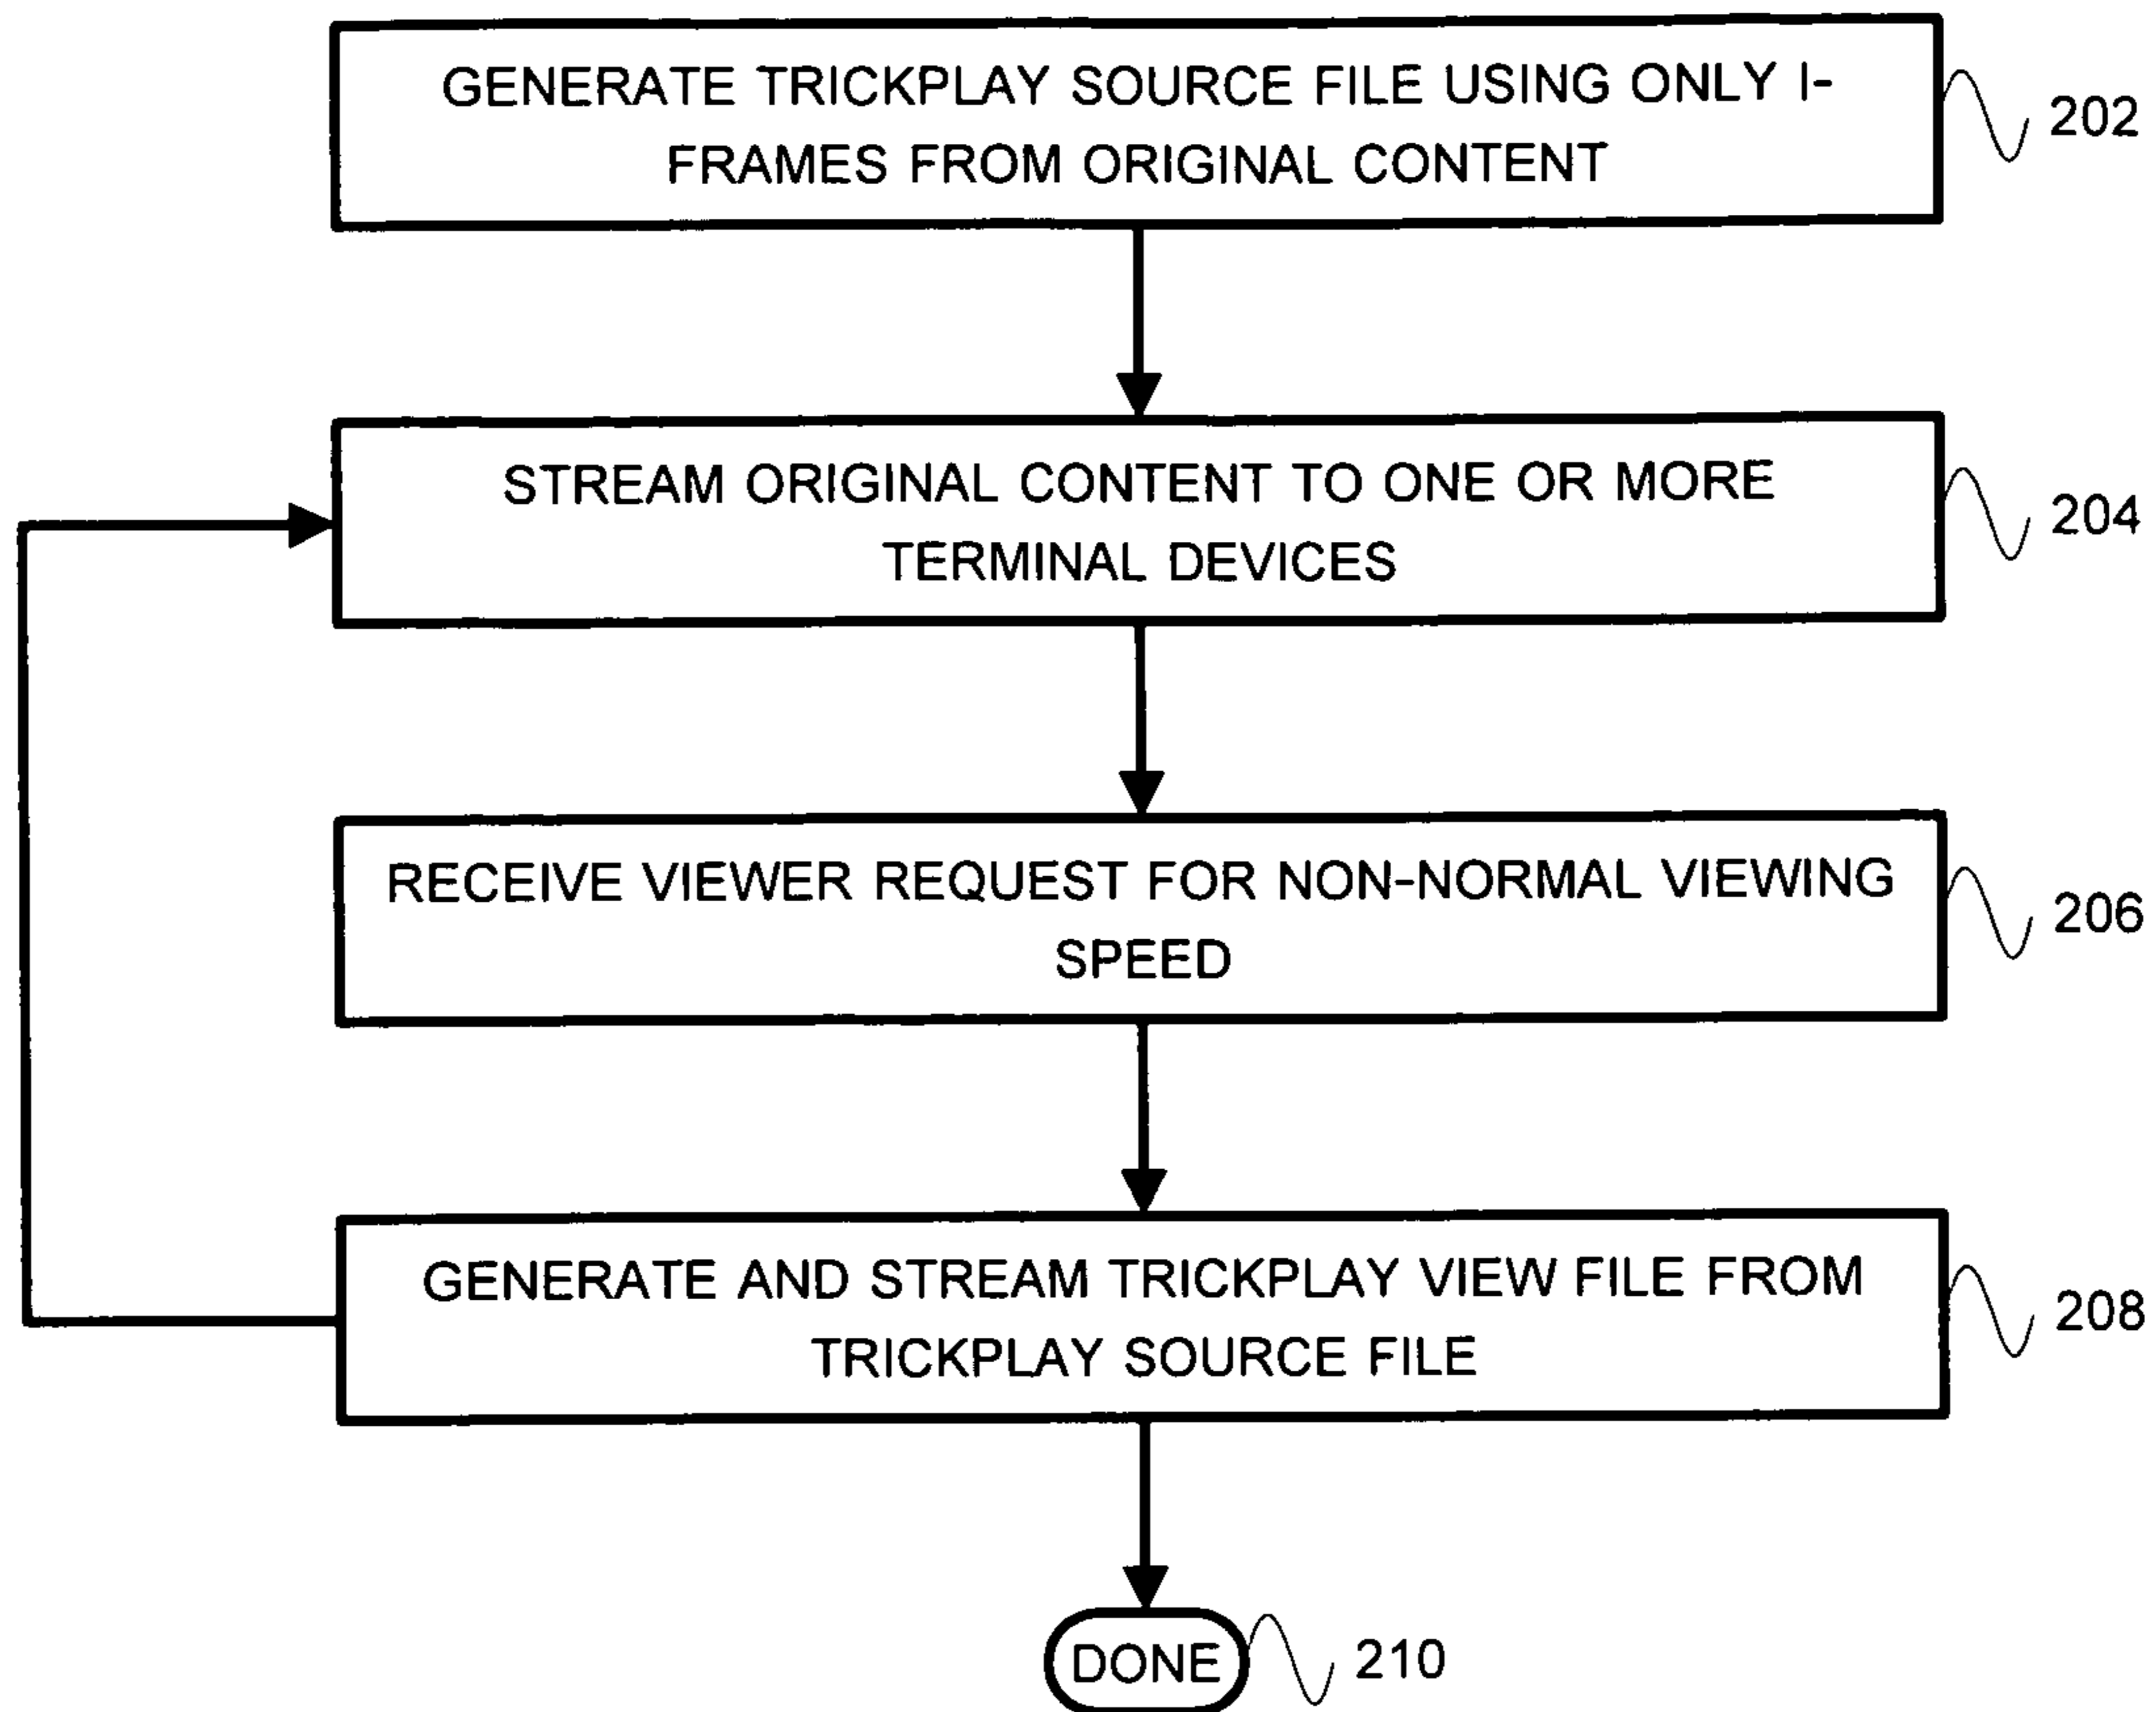 GENERATE TRICKPLAY SOURCE FILE USING ONLY I-
FRAMES FROM ORIGINAL CONTENT
202
STREAM ORIGINAL CONTENT TO ONE OR MORE
TERMINAL DEVICES
204
RECEIVE VIEWER REQUEST FOR NON-NORMAL VIEWING
SPEED
206
GENERATE AND STREAM TRICKPLAY VIEW FILE FROM
TRICKPLAY SOURCE FILE
208
DONE
210